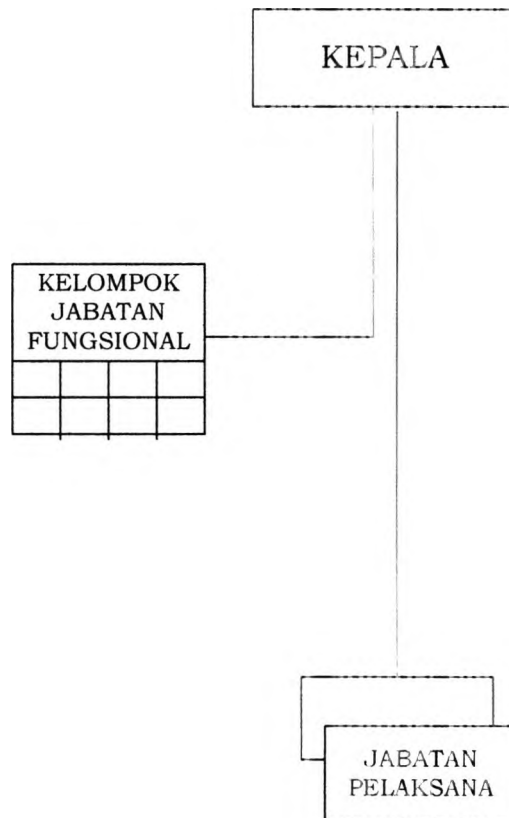 KEPALA
KELOMPOK
JABATAN
FUNGSIONAL
JABATAN
PELAKSANA